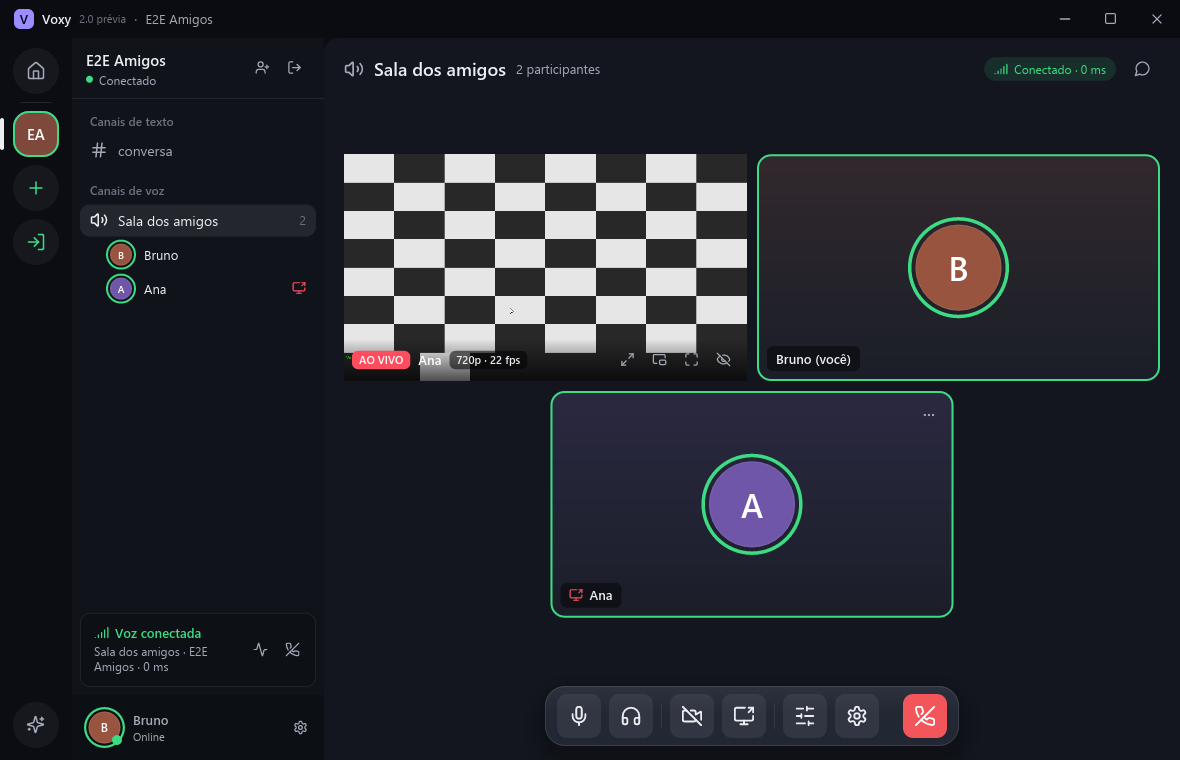 V Voxy 2.0 prévia · E2E Amigos
E2E Amigos
Conectado
EA
Canais de texto
conversa
Canais de voz
Sala dos amigos 2
B Bruno
A Ana
Voz conectada
Sala dos amigos · E2E
Amigos · 0 ms
B Bruno
Online
Sala dos amigos 2 participantes
Conectado · 0 ms
AO VIVO Ana 720p · 22 fps
B
Bruno (você)
A
Ana